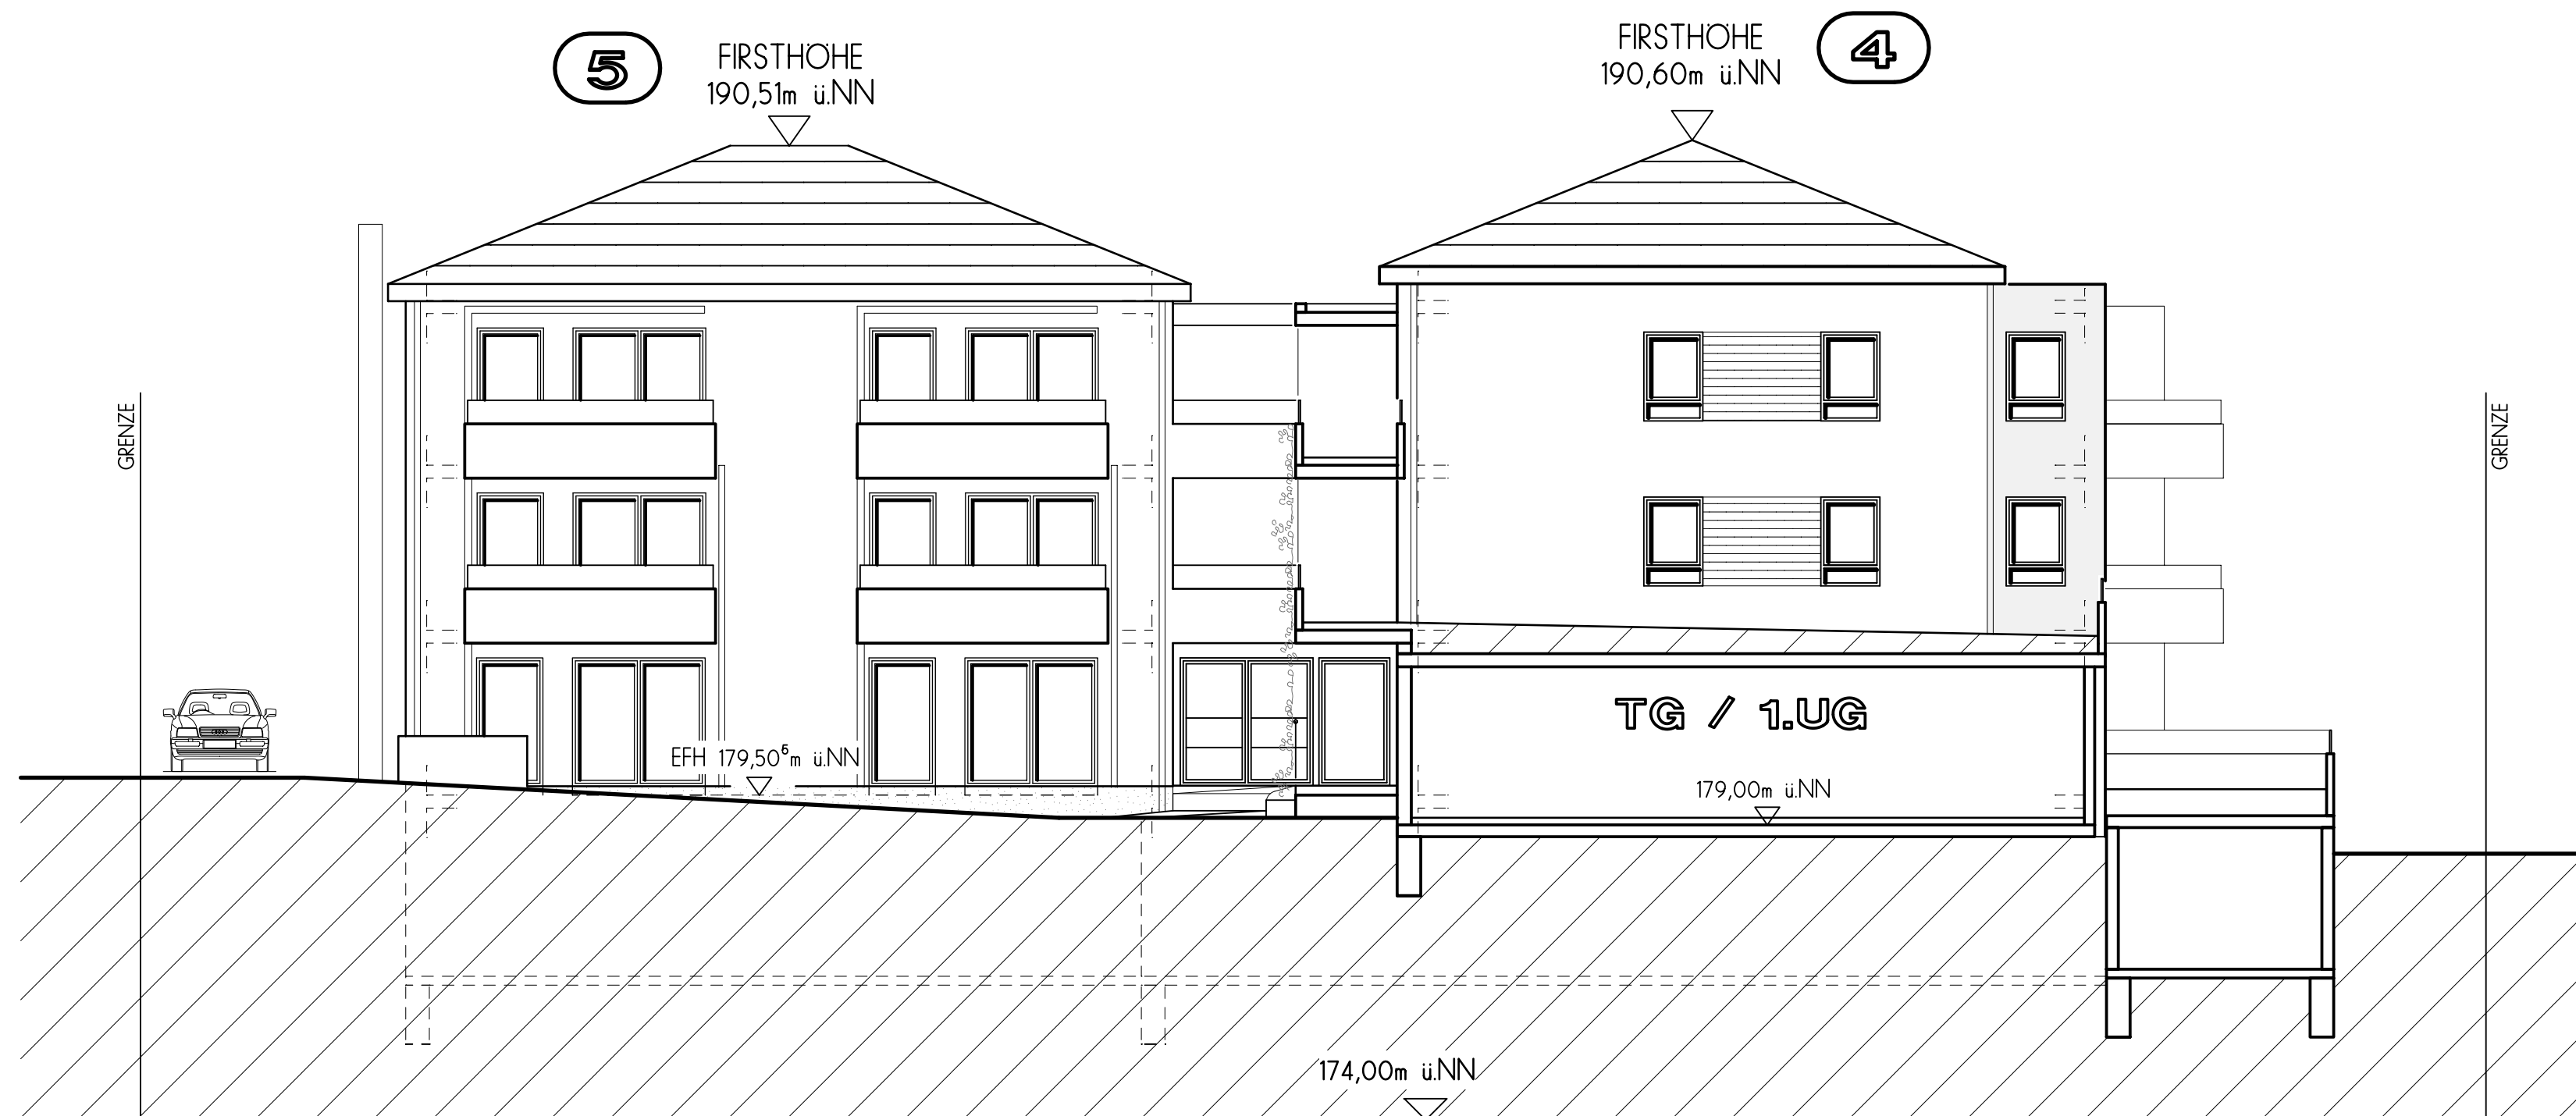 5
FIRSTHÖHE
190,51m ü.NN
FIRSTHÖHE
190,60m ü.NN
4
GRENZE
GRENZE
EFH 179,50⁵m ü.NN
TG / 1.UG
179,00m ü.NN
174,00m ü.NN